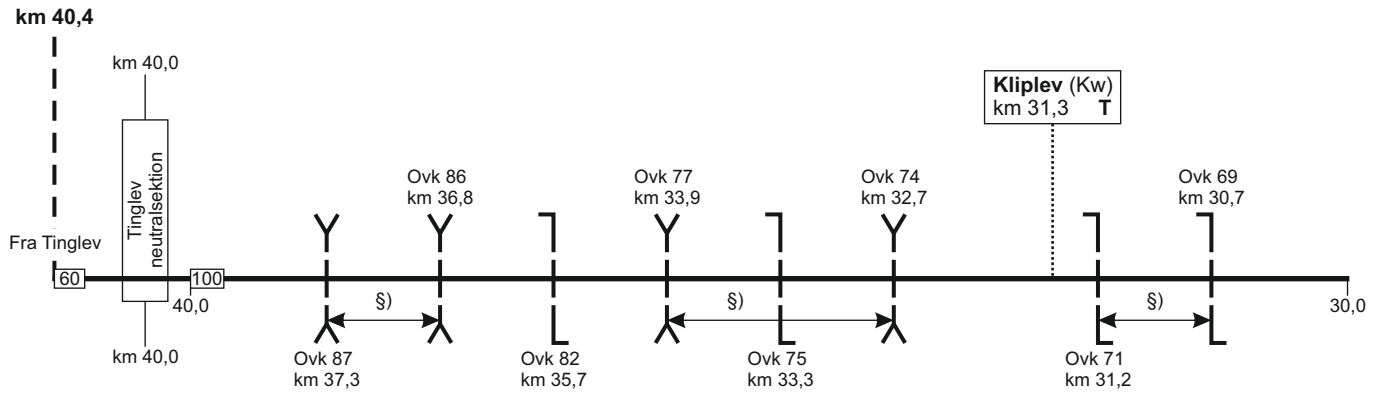 km 40,4
km 40,0
Kliplev (Kw)
km 31,3 T
Ovk 86
km 36,8
Ovk 77
km 33,9
Ovk 74
km 32,7
Ovk 69
km 30,7
Tinglev
neutralsektion
Fra Tinglev
60
100
40,0
§)
§)
§)
30,0
km 40,0
Ovk 87
km 37,3
Ovk 82
km 35,7
Ovk 75
km 33,3
Ovk 71
km 31,2